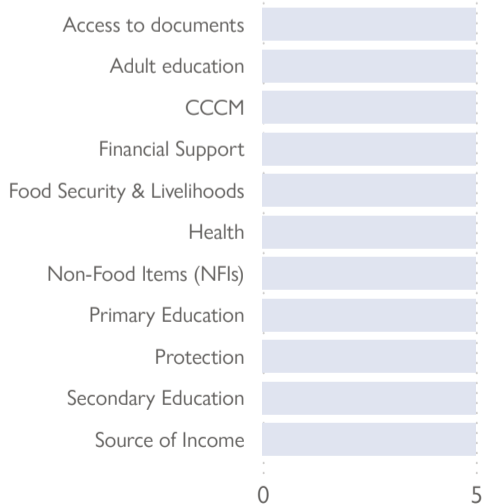 Access to documents
Adult education
CCCM
Financial Support
Food Security & Livelihoods
Health
Non-Food Items (NFIs)
Primary Education
Protection
Secondary Education
Source of Income
0 5